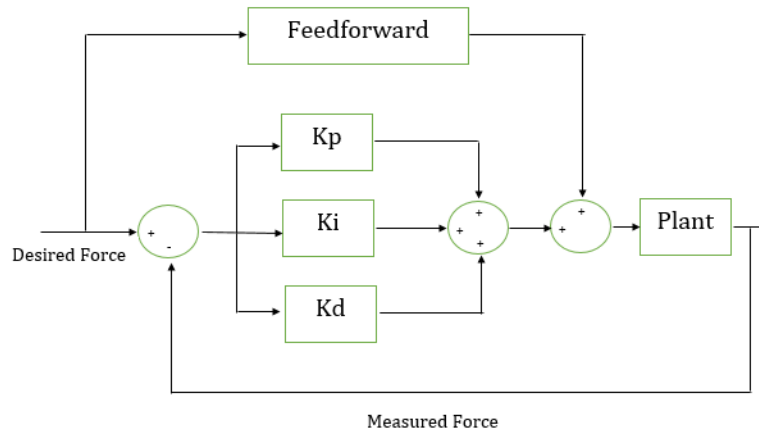 Feedforward
Kp
+
+
+
-
Ki
+
+
+
+
Plant
Desired Force
Kd
Measured Force